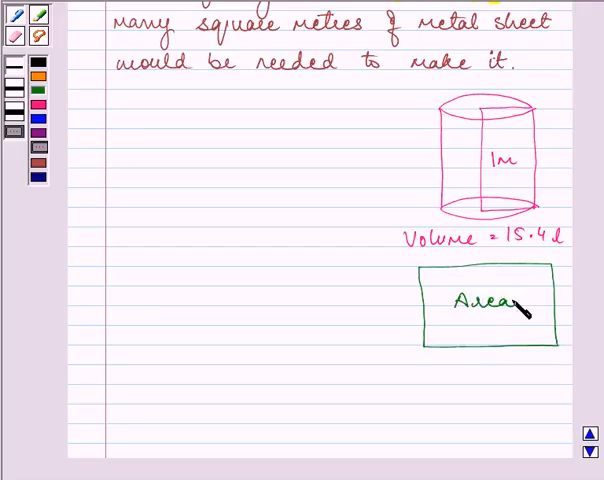 many square metres of metal sheet
would be needed to make it.
1m
Volume = 15.4 l
Area